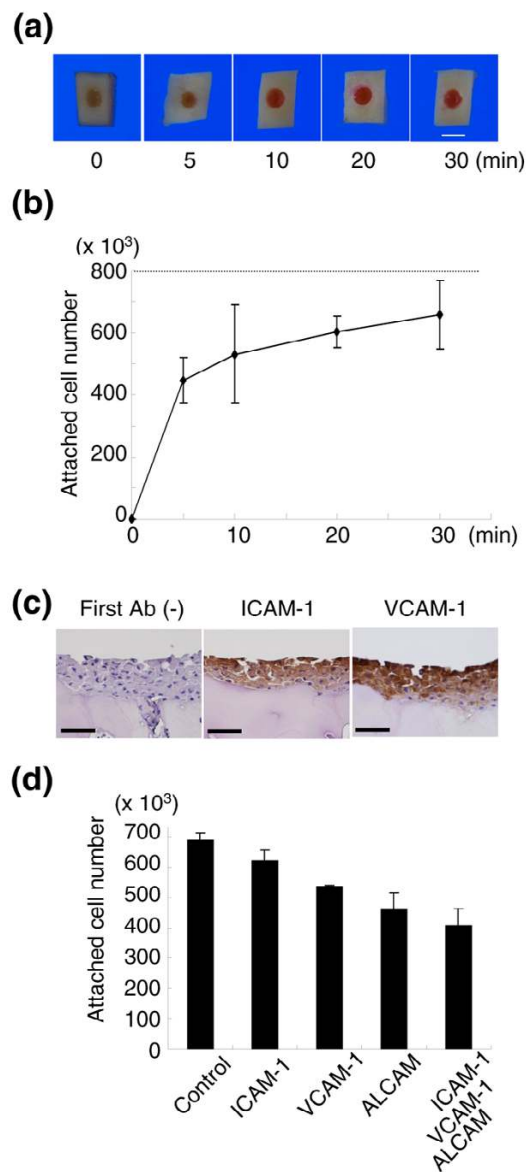 (a)
0 5 10 20 30 (min)
(b)
(x 10³)
800
600
400
200
0
Attached cell number
0 10 20 30 (min)
(c)
First Ab (-) ICAM-1 VCAM-1
(d)
(x 10³)
700
600
500
400
300
200
100
0
Attached cell number
Control
ICAM-1
VCAM-1
ALCAM
ICAM-1
VCAM-1
ALCAM